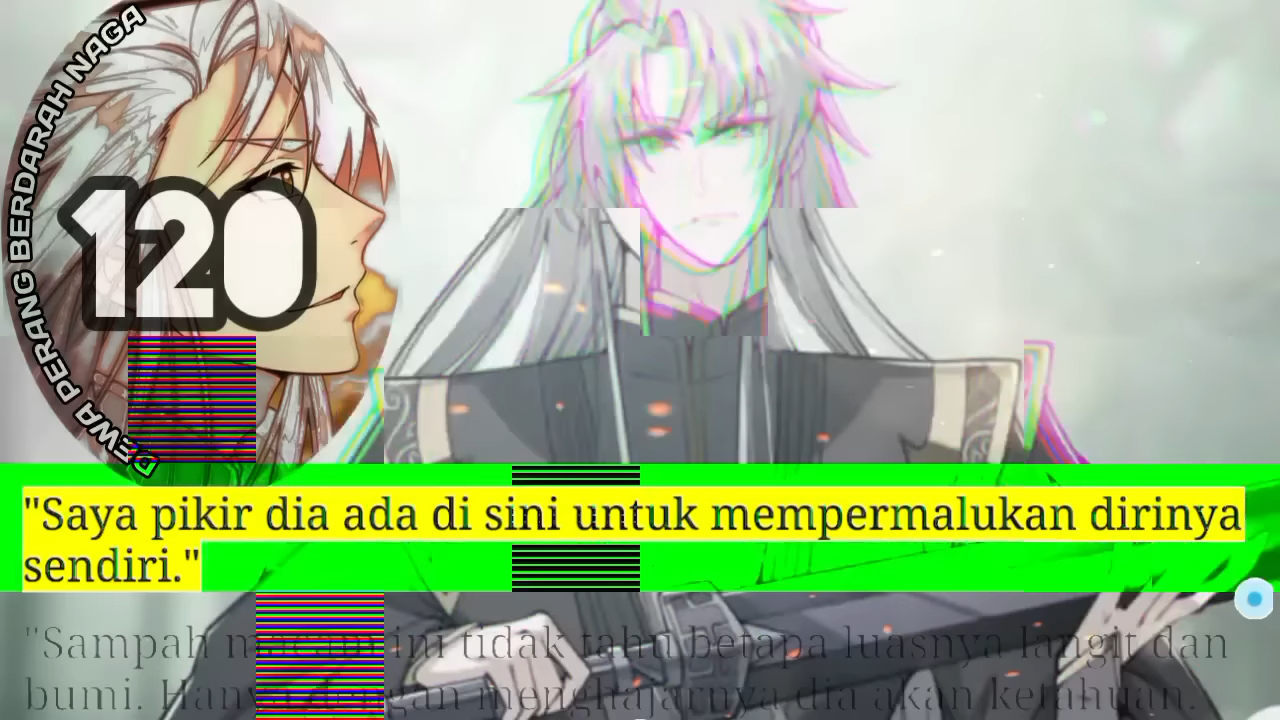 DEWA PERANG BERDARAH NAGA
120
"Saya pikir dia ada di sini untuk mempermalukan dirinya
sendiri."
"Sampah macam ini tidak tahu betapa luasnya langit dan
bumi. Hanya dengan menghajarnya dia akan ketahuan.